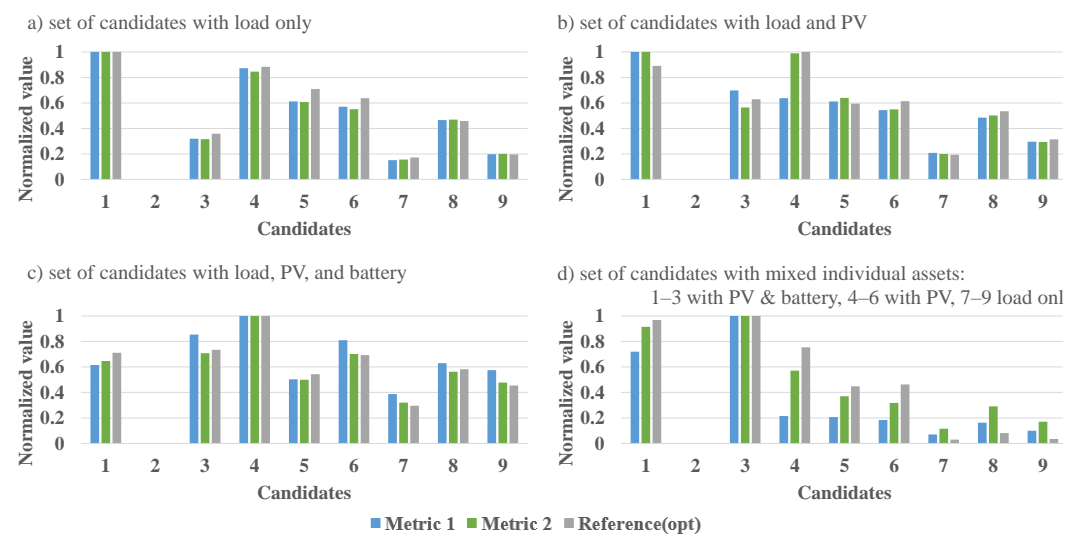 a) set of candidates with load only
Normalized value
1
0.8
0.6
0.4
0.2
0
1 2 3 4 5 6 7 8 9
Candidates
b) set of candidates with load and PV
Normalized value
1
0.8
0.6
0.4
0.2
0
1 2 3 4 5 6 7 8 9
Candidates
c) set of candidates with load, PV, and battery
Normalized value
1
0.8
0.6
0.4
0.2
0
1 2 3 4 5 6 7 8 9
Candidates
d) set of candidates with mixed individual assets:
1–3 with PV & battery, 4–6 with PV, 7–9 load onl
Normalized value
1
0.8
0.6
0.4
0.2
0
1 2 3 4 5 6 7 8 9
Candidates
Metric 1 Metric 2 Reference(opt)